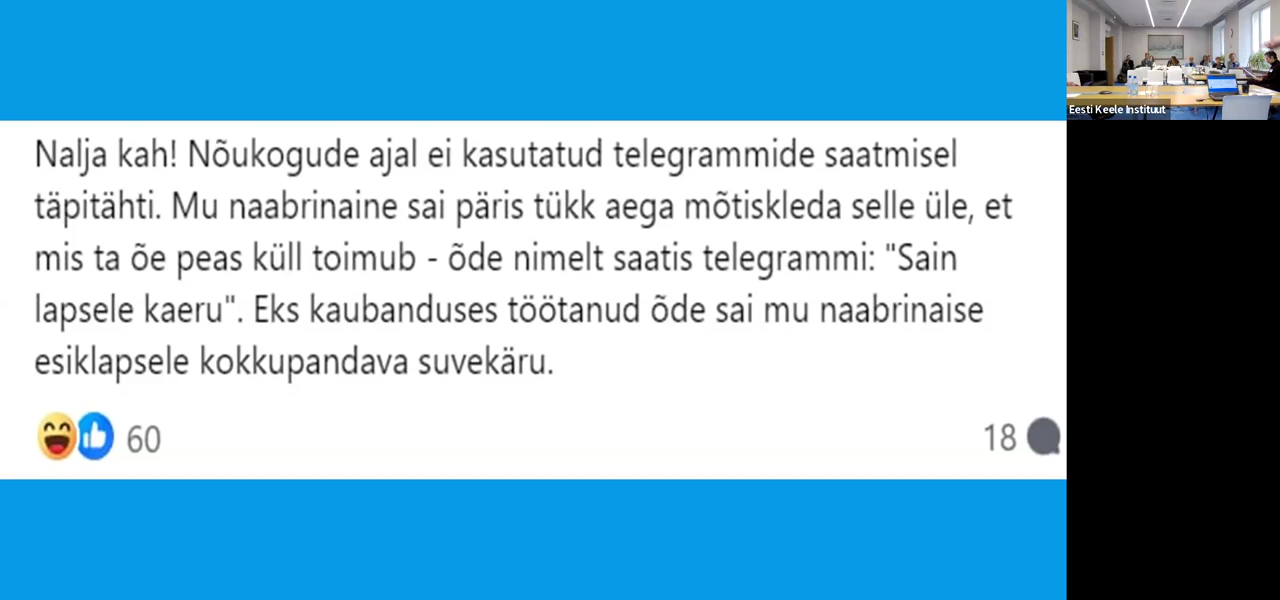 Eesti Keele Instituut
Nalja kah! Nõukogude ajal ei kasutatud telegrammide saatmisel
täpitähti. Mu naabrinaine sai päris tükk aega mõtiskleda selle üle, et
mis ta õe peas küll toimub - õde nimelt saatis telegrammi: "Sain
lapsele kaeru". Eks kaubanduses töötanud õde sai mu naabrinaise
esiklapsele kokkupandava suvekäru.
60
18